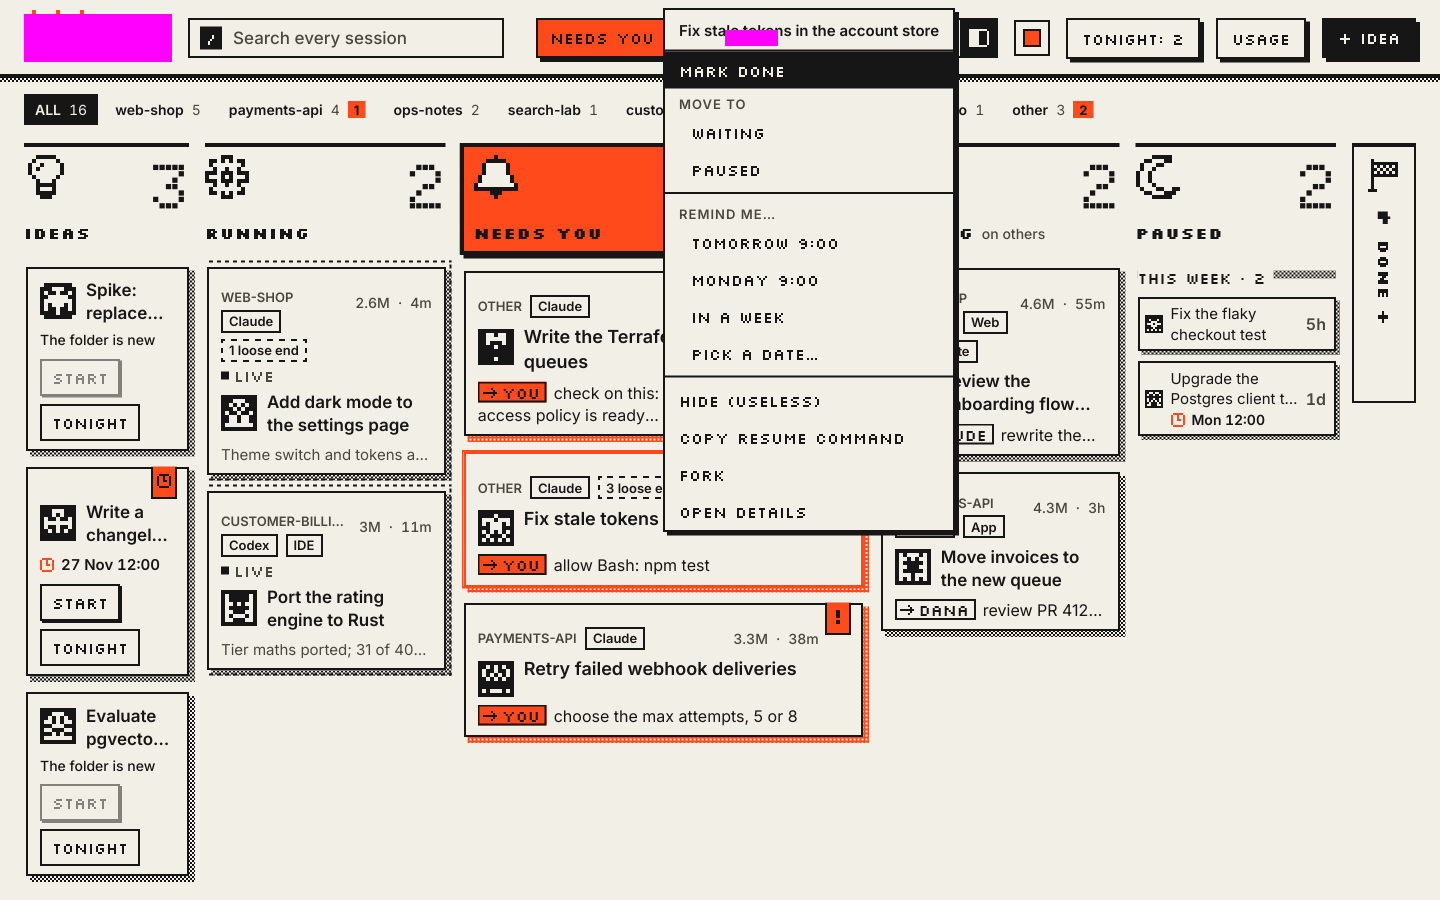 Search every session
NEEDS YOU
Fix stale tokens in the account store
TONIGHT: 2
USAGE
+ IDEA
ALL 16
web-shop 5
payments-api 4 1
ops-notes 2
search-lab 1
custo
o 1
other 3 2
MARK DONE
MOVE TO
WAITING
PAUSED
REMIND ME...
TOMORROW 9:00
MONDAY 9:00
IN A WEEK
PICK A DATE...
HIDE (USELESS)
COPY RESUME COMMAND
FORK
OPEN DETAILS
3
IDEAS
Spike:
replace...
The folder is new
START
TONIGHT
Write a
changel...
27 Nov 12:00
START
TONIGHT
Evaluate
pgvecto...
The folder is new
START
TONIGHT
2
RUNNING
WEB-SHOP 2.6M · 4m
Claude
1 loose end
LIVE
Add dark mode to
the settings page
Theme switch and tokens a...
CUSTOMER-BILLI... 3M · 11m
Codex IDE
LIVE
Port the rating
engine to Rust
Tier maths ported; 31 of 40...
NEEDS YOU
OTHER Claude
Write the Terrafo
queues
→ YOU check on this:
access policy is ready...
OTHER Claude 3 loose e
Fix stale tokens
→ YOU allow Bash: npm test
!
PAYMENTS-API Claude 3.3M · 38m
Retry failed webhook deliveries
→ YOU choose the max attempts, 5 or 8
2
G on others
P 4.6M · 55m
Web
te
eview the
boarding flow...
UDE rewrite the...
S-API 4.3M · 3h
App
Move invoices to
the new queue
→ DANA review PR 412...
2
PAUSED
THIS WEEK · 2
Fix the flaky
checkout test 5h
Upgrade the
Postgres client t... 1d
Mon 12:00
4 DONE +